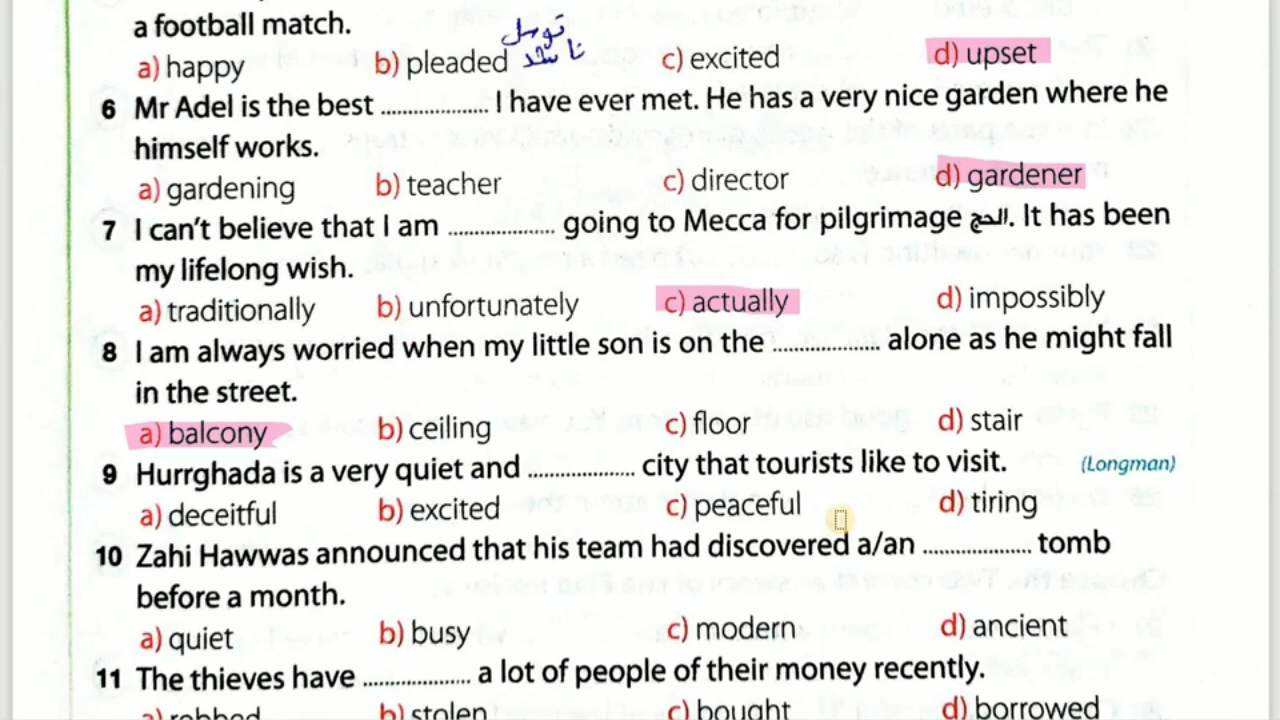 a football match.
a) happy b) pleaded توسل ناشد c) excited d) upset
6 Mr Adel is the best .................... I have ever met. He has a very nice garden where he
himself works.
a) gardening b) teacher c) director d) gardener
7 I can't believe that I am .................... going to Mecca for pilgrimage الحج. It has been
my lifelong wish.
a) traditionally b) unfortunately c) actually d) impossibly
8 I am always worried when my little son is on the .................... alone as he might fall
in the street.
a) balcony b) ceiling c) floor d) stair
9 Hurrghada is a very quiet and .................... city that tourists like to visit. (Longman)
a) deceitful b) excited c) peaceful d) tiring
10 Zahi Hawwas announced that his team had discovered a/an .................... tomb
before a month.
a) quiet b) busy c) modern d) ancient
11 The thieves have .................... a lot of people of their money recently.
a) robbed b) stolen c) bought d) borrowed